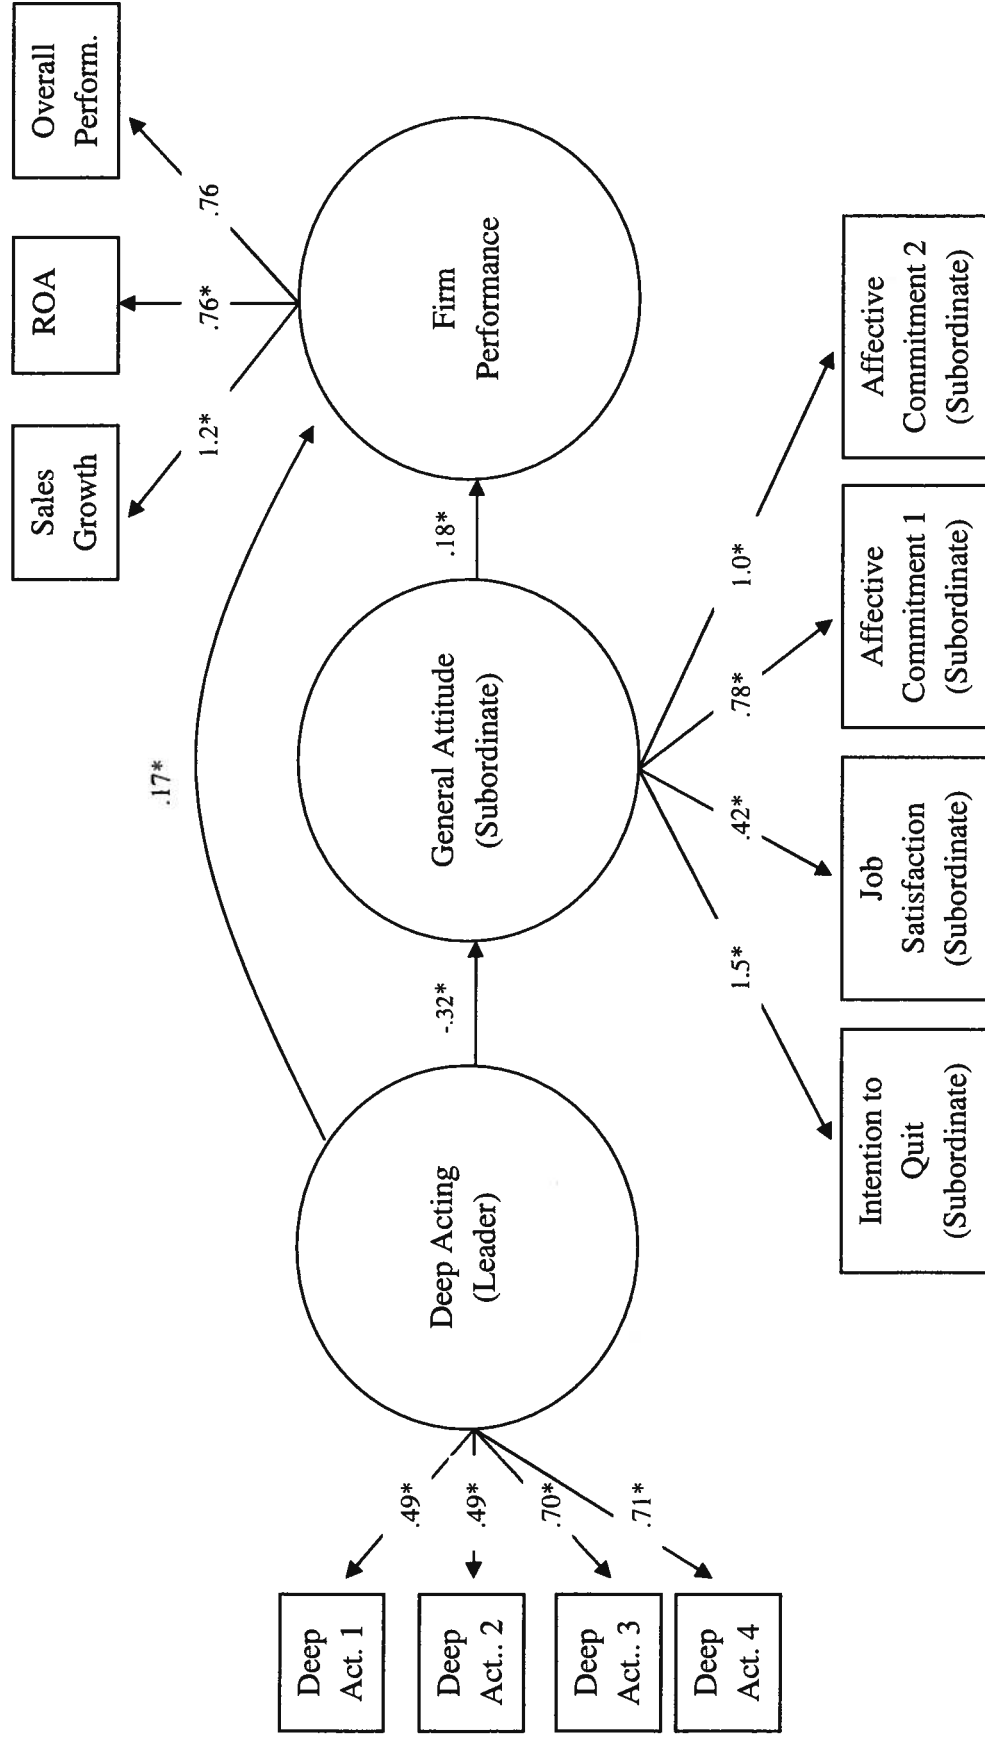 Sales
Growth
ROA
Overall
Perform.
1.2*
.76*
.76
.17*
Deep
Act. 1
Deep
Act.. 2
Deep
Act.. 3
Deep
Act. 4
.49*
.49*
.70*
.71*
Deep Acting
(Leader)
-.32*
General Attitude
(Subordinate)
.18*
Firm
Performance
1.5*
.42*
.78*
1.0*
Intention to
Quit
(Subordinate)
Job
Satisfaction
(Subordinate)
Affective
Commitment 1
(Subordinate)
Affective
Commitment 2
(Subordinate)